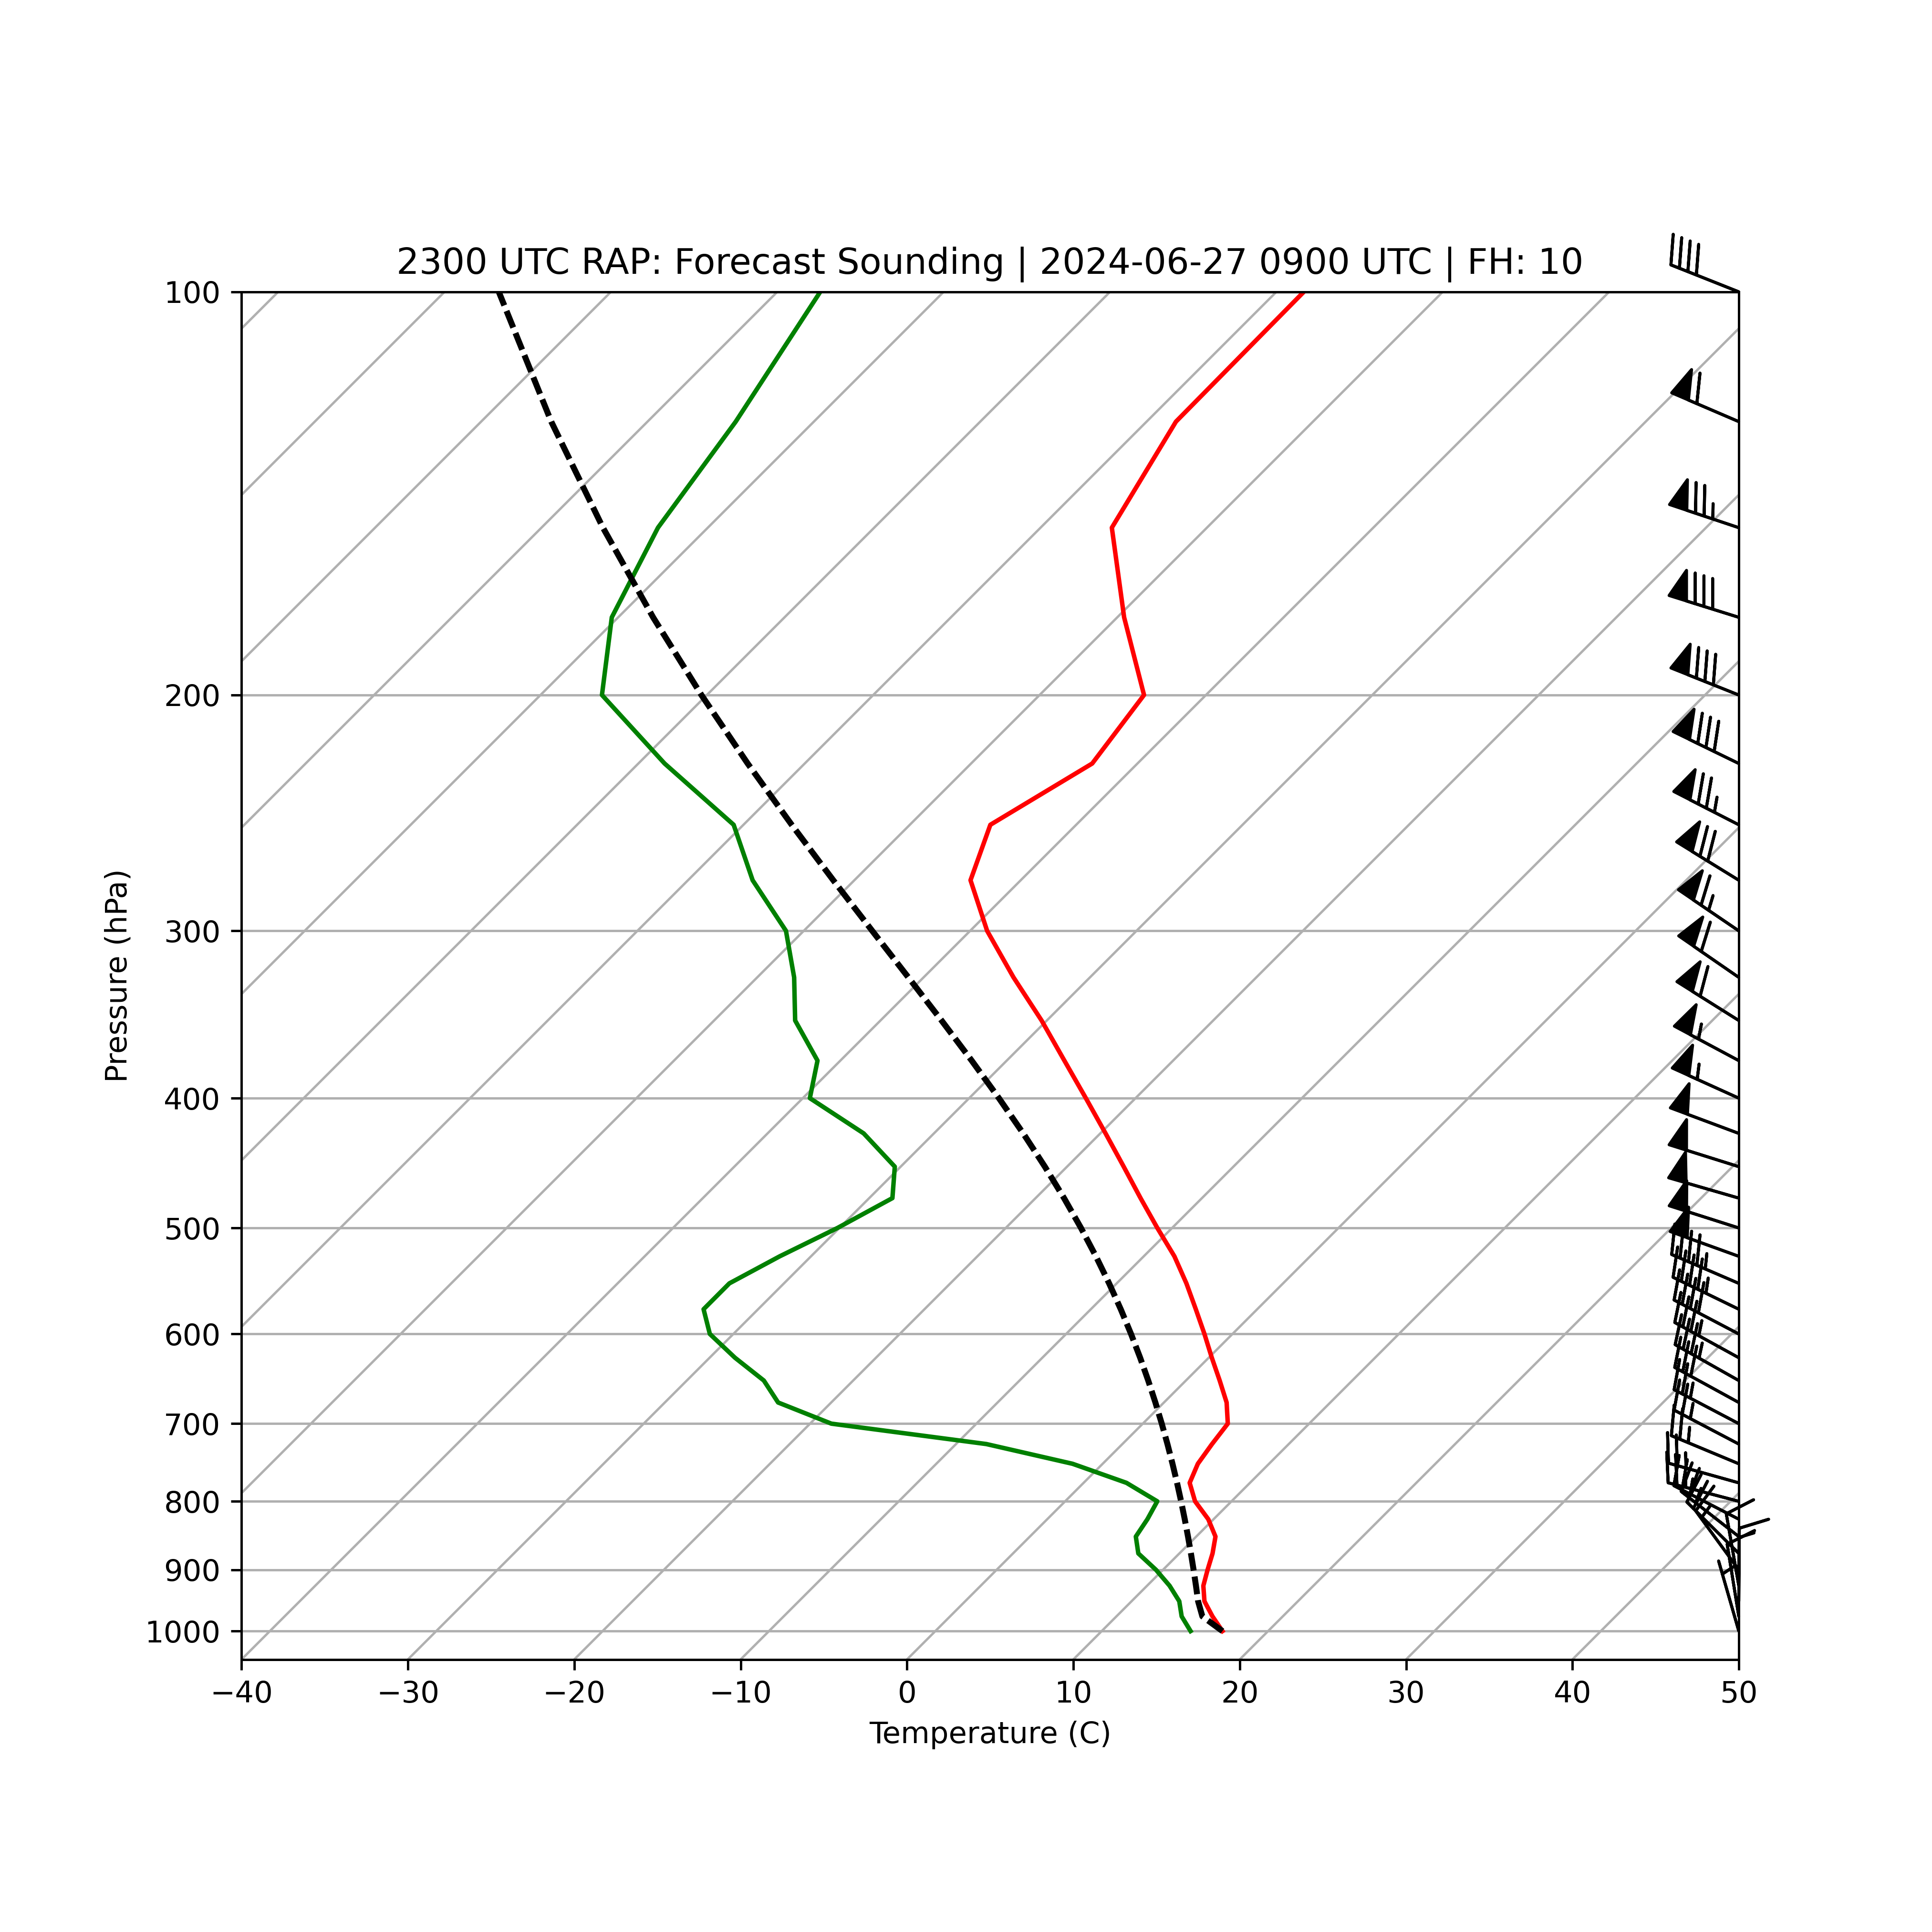 2300 UTC RAP: Forecast Sounding | 2024-06-27 0900 UTC | FH: 10
100
200
300
400
500
600
700
800
900
1000
Pressure (hPa)
−40 −30 −20 −10 0 10 20 30 40 50
Temperature (C)